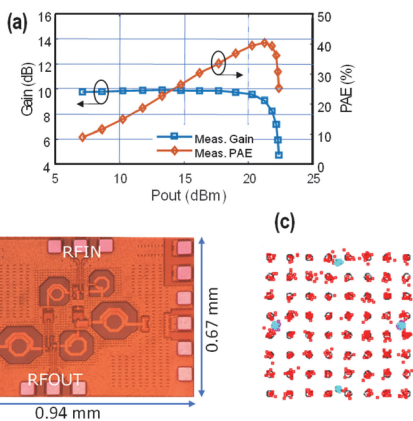 (a)
16
14
12
10
8
6
4
Gain (dB)
50
40
30
20
10
0
PAE (%)
Meas. Gain
Meas. PAE
5
10
15
20
25
Pout (dBm)
RFIN
RFOUT
0.67 mm
0.94 mm
(c)